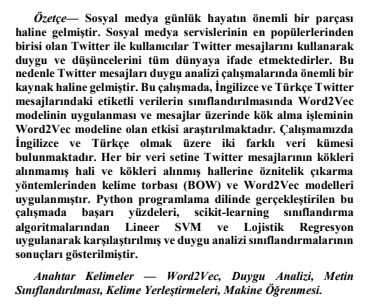 Özetçe— Sosyal medya günlük hayatın önemli bir parçası
haline gelmiştir. Sosyal medya servislerinin en popülerlerinden
birisi olan Twitter ile kullanıcılar Twitter mesajlarını kullanarak
duygu ve düşüncelerini tüm dünyaya ifade etmektedirler. Bu
nedenle Twitter mesajları duygu analizi çalışmalarında önemli bir
kaynak haline gelmiştir. Bu çalışmada, İngilizce ve Türkçe Twitter
mesajlarındaki etiketli verilerin sınıflandırılmasında Word2Vec
modelinin uygulanması ve mesajlar üzerinde kök alma işleminin
Word2Vec modeline olan etkisi araştırılmaktadır. Çalışmamızda
İngilizce ve Türkçe olmak üzere iki farklı veri kümesi
bulunmaktadır. Her bir veri setine Twitter mesajlarının kökleri
alınmamış hali ve kökleri alınmış hallerine öznitelik çıkarma
yöntemlerinden kelime torbası (BOW) ve Word2Vec modelleri
uygulanmıştır. Python programlama dilinde gerçekleştirilen bu
çalışmada başarı yüzdeleri, scikit-learning sınıflandırma
algoritmalarından Lineer SVM ve Lojistik Regresyon
uygulanarak karşılaştırılmış ve duygu analizi sınıflandırmalarının
sonuçları gösterilmiştir.
Anahtar Kelimeler — Word2Vec, Duygu Analizi, Metin
Sınıflandırılması, Kelime Yerleştirmeleri, Makine Öğrenmesi.